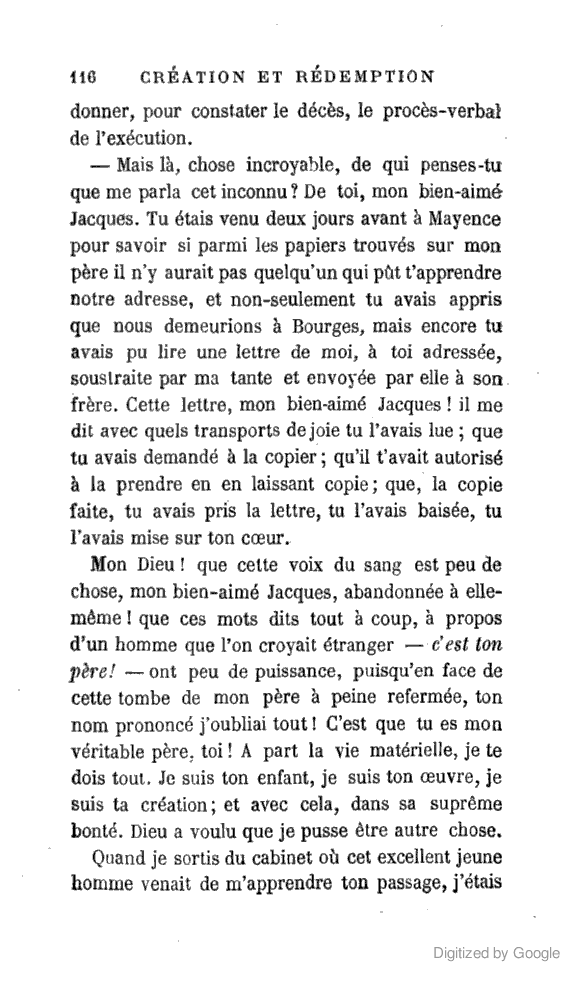 116 CRÉATION ET RÉDEMPTION
donner, pour constater le décès, le procès-verbal
de l'exécution.
— Mais là, chose incroyable, de qui penses-tu
que me parla cet inconnu ? De toi, mon bien-aimé
Jacques. Tu étais venu deux jours avant à Mayence
pour savoir si parmi les papiers trouvés sur mon
père il n'y aurait pas quelqu'un qui pût t'apprendre
notre adresse, et non-seulement tu avais appris
que nous demeurions à Bourges, mais encore tu
avais pu lire une lettre de moi, à toi adressée,
soustraite par ma tante et envoyée par elle à son
frère. Cette lettre, mon bien-aimé Jacques ! il me
dit avec quels transports de joie tu l'avais lue ; que
tu avais demandé à la copier ; qu'il t'avait autorisé
à la prendre en en laissant copie ; que, la copie
faite, tu avais pris la lettre, tu l'avais baisée, tu
l'avais mise sur ton cœur.
Mon Dieu ! que cette voix du sang est peu de
chose, mon bien-aimé Jacques, abandonnée à elle-
même ! que ces mots dits tout à coup, à propos
d'un homme que l'on croyait étranger — c'est ton
père ! — ont peu de puissance, puisqu'en face de
cette tombe de mon père à peine refermée, ton
nom prononcé j'oubliai tout ! C'est que tu es mon
véritable père, toi ! A part la vie matérielle, je te
dois tout. Je suis ton enfant, je suis ton œuvre, je
suis ta création ; et avec cela, dans sa suprême
bonté. Dieu a voulu que je pusse être autre chose.
Quand je sortis du cabinet où cet excellent jeune
homme venait de m'apprendre ton passage, j'étais
Digitized by Google